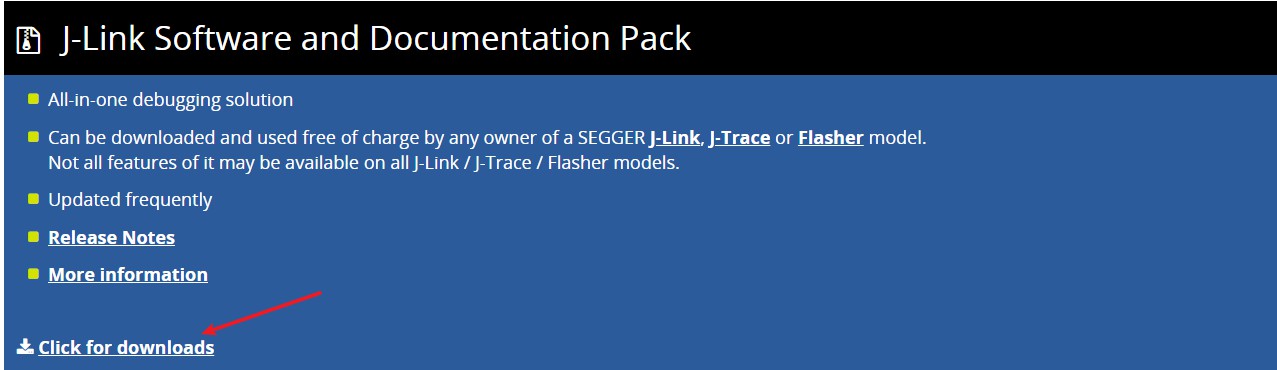 J-Link Software and Documentation Pack
All-in-one debugging solution
Can be downloaded and used free of charge by any owner of a SEGGER J-Link, J-Trace or Flasher model.
Not all features of it may be available on all J-Link / J-Trace / Flasher models.
Updated frequently
Release Notes
More information
Click for downloads